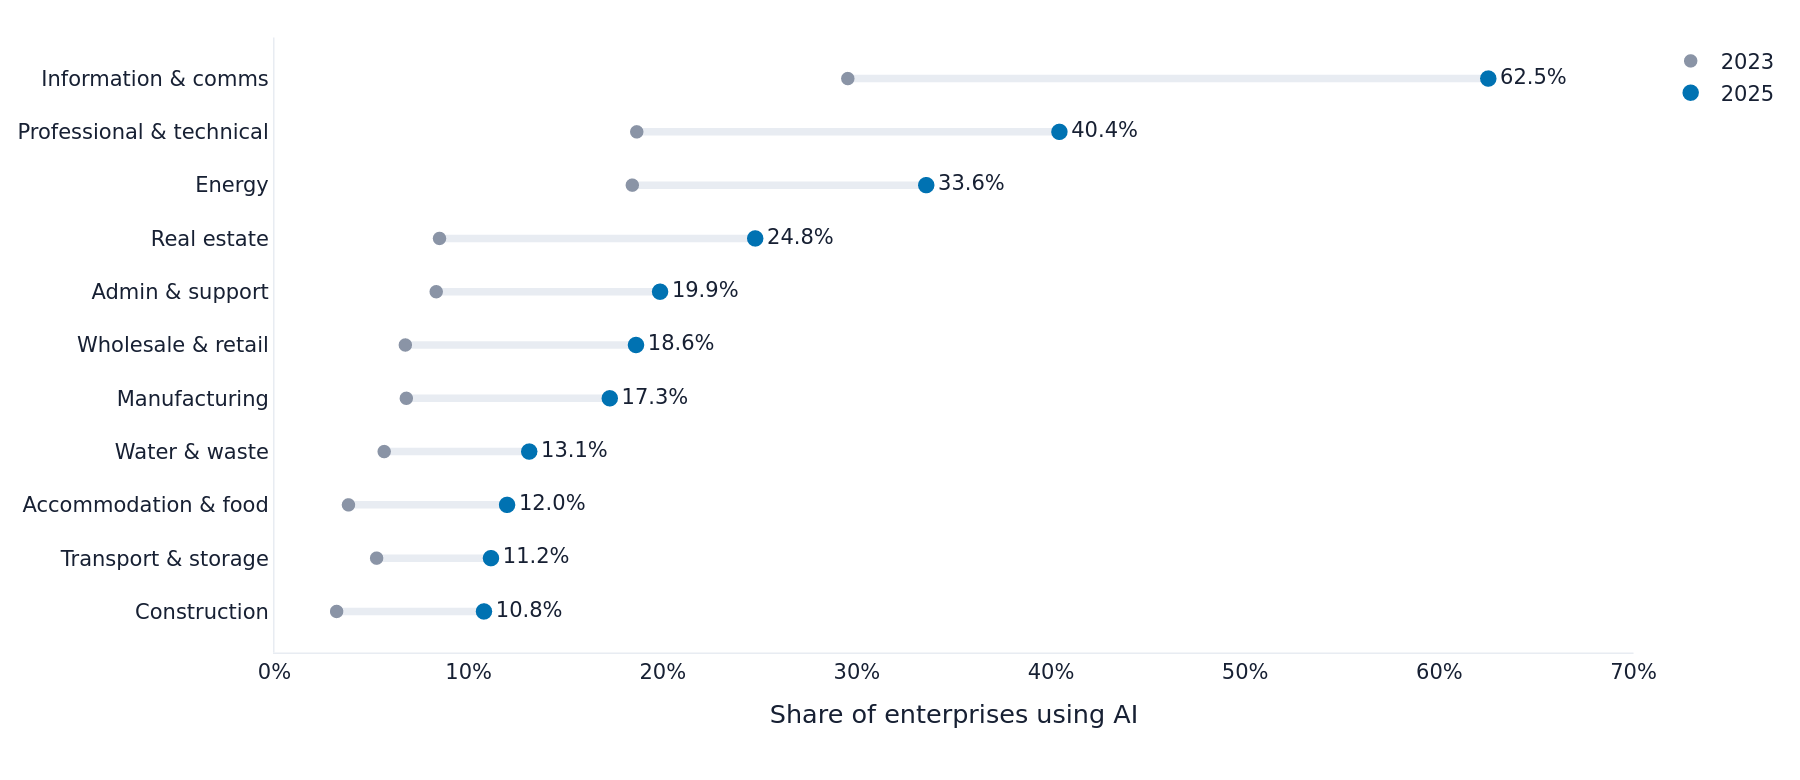 Information & comms
62.5%
2023
2025
Professional & technical
40.4%
Energy
33.6%
Real estate
24.8%
Admin & support
19.9%
Wholesale & retail
18.6%
Manufacturing
17.3%
Water & waste
13.1%
Accommodation & food
12.0%
Transport & storage
11.2%
Construction
10.8%
0% 10% 20% 30% 40% 50% 60% 70%
Share of enterprises using AI